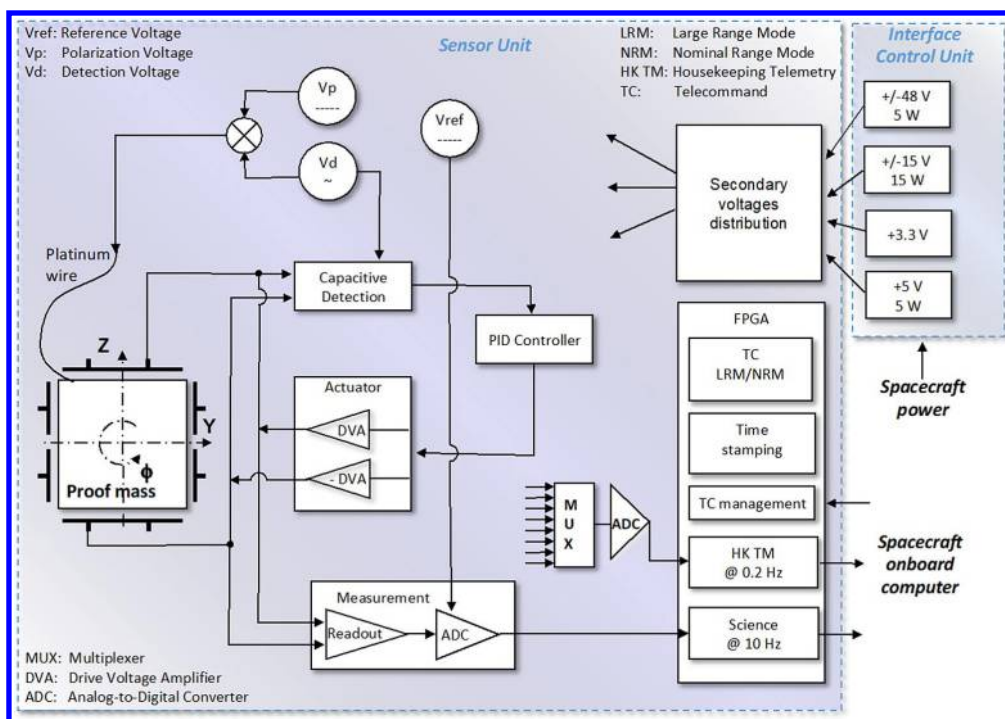 Vref: Reference Voltage
Vp: Polarization Voltage
Vd: Detection Voltage
Sensor Unit
LRM: Large Range Mode
NRM: Nominal Range Mode
HK TM: Housekeeping Telemetry
TC: Telecommand
Interface
Control Unit
Vp
-----
Vref
-----
Vd
~
+/-48 V
5 W
+/-15 V
15 W
+3.3 V
+5 V
5 W
Secondary
voltages
distribution
Platinum
wire
Capacitive
Detection
PID Controller
FPGA
TC
LRM/NRM
Time
stamping
TC management
HK TM
@ 0.2 Hz
Science
@ 10 Hz
Spacecraft
power
Spacecraft
onboard
computer
Z
Y
ϕ
Proof mass
Actuator
DVA
- DVA
M
U
X
ADC
Measurement
Readout
ADC
MUX: Multiplexer
DVA: Drive Voltage Amplifier
ADC: Analog-to-Digital Converter